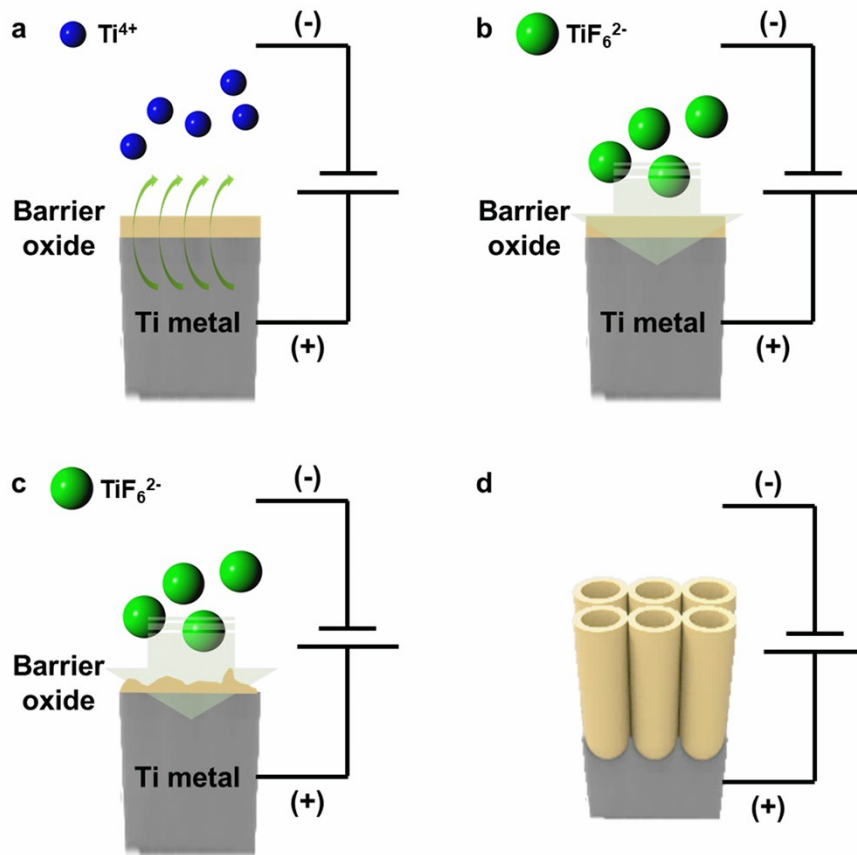 a Ti⁴⁺ (-)
Barrier
oxide
Ti metal
(+)
b TiF₆²⁻ (-)
Barrier
oxide
Ti metal
(+)
c TiF₆²⁻ (-)
Barrier
oxide
Ti metal
(+)
d (-)
(+)